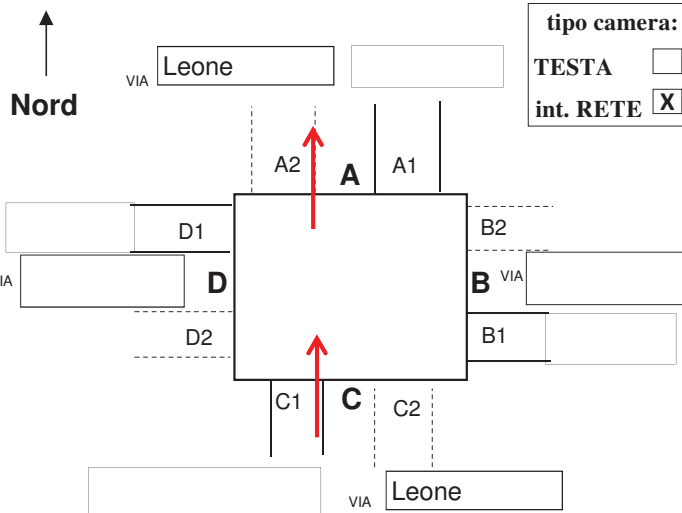 tipo camera:
VIA Leone
TESTA
Nord
int. RETE X
A2 A A1
D1 B2
VIA D B VIA
D2 B1
C1 C C2
VIA Leone